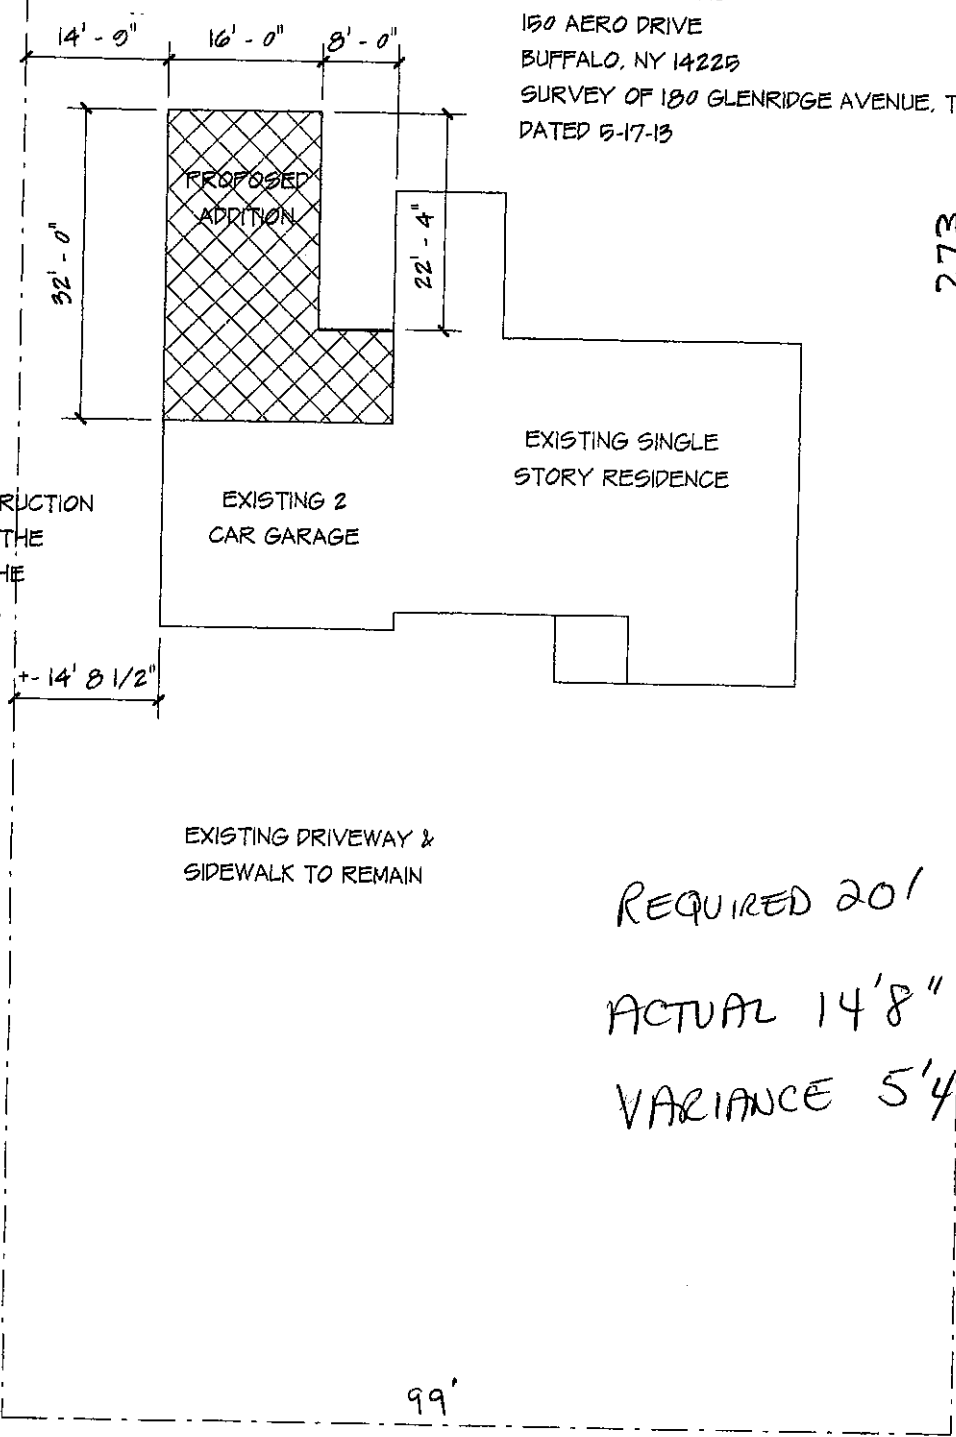 150 AERO DRIVE
BUFFALO, NY 14225
SURVEY OF 180 GLENRIDGE AVENUE, T
DATED 5-17-13
14' - 9"
16' - 0"
8' - 0"
PROPOSED
ADDITION
32' - 0"
22' - 4"
273
EXISTING SINGLE
STORY RESIDENCE
EXISTING 2
CAR GARAGE
RUCTION
THE
HE
+- 14' 8 1/2"
EXISTING DRIVEWAY &
SIDEWALK TO REMAIN
REQUIRED 20'
ACTUAL 14'8"
VARIANCE 5'4
99'